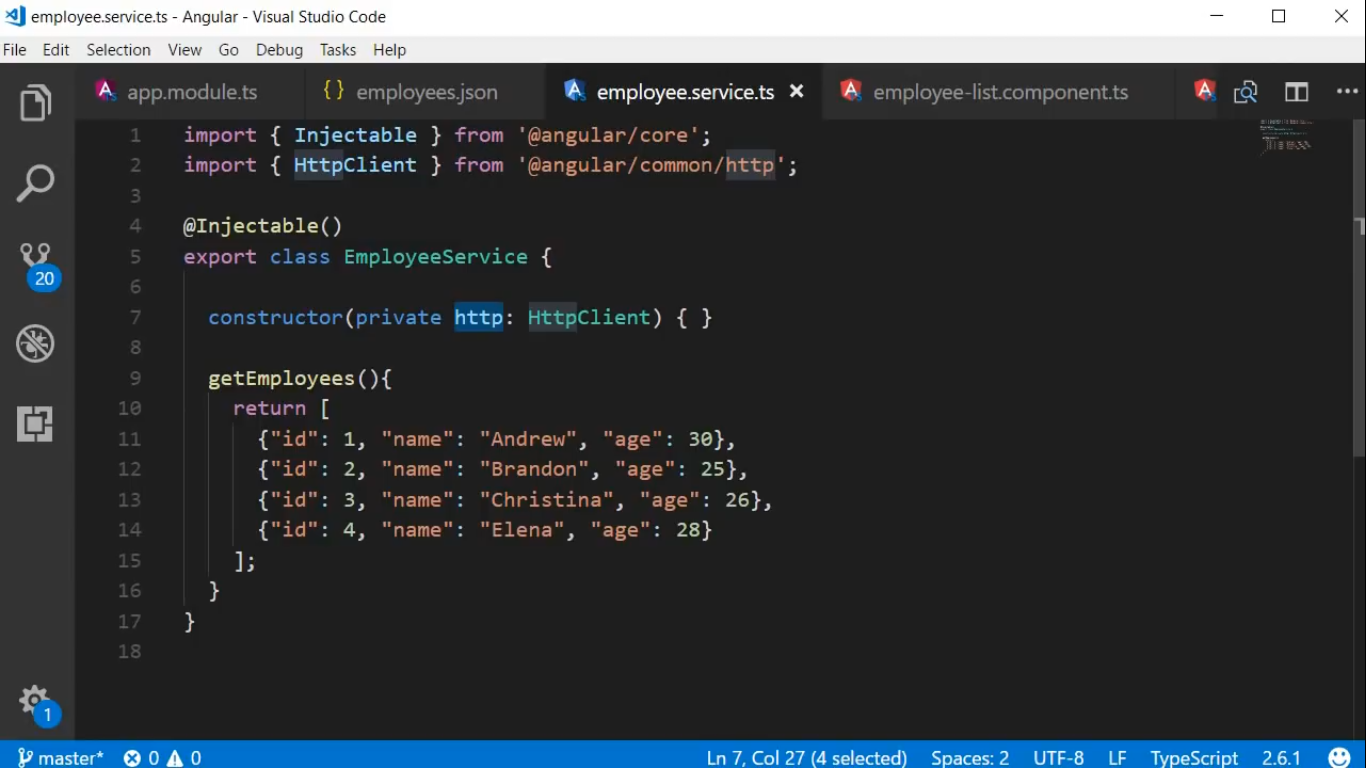 employee.service.ts - Angular - Visual Studio Code
File Edit Selection View Go Debug Tasks Help
app.module.ts {} employees.json employee.service.ts employee-list.component.ts
1 import { Injectable } from '@angular/core';
2 import { HttpClient } from '@angular/common/http';
3
4 @Injectable()
5 export class EmployeeService {
6
7 constructor(private http: HttpClient) { }
8
9 getEmployees(){
10 return [
11 {"id": 1, "name": "Andrew", "age": 30},
12 {"id": 2, "name": "Brandon", "age": 25},
13 {"id": 3, "name": "Christina", "age": 26},
14 {"id": 4, "name": "Elena", "age": 28}
15 ];
16 }
17 }
18
20
1
master* 0 0 Ln 7, Col 27 (4 selected) Spaces: 2 UTF-8 LF TypeScript 2.6.1